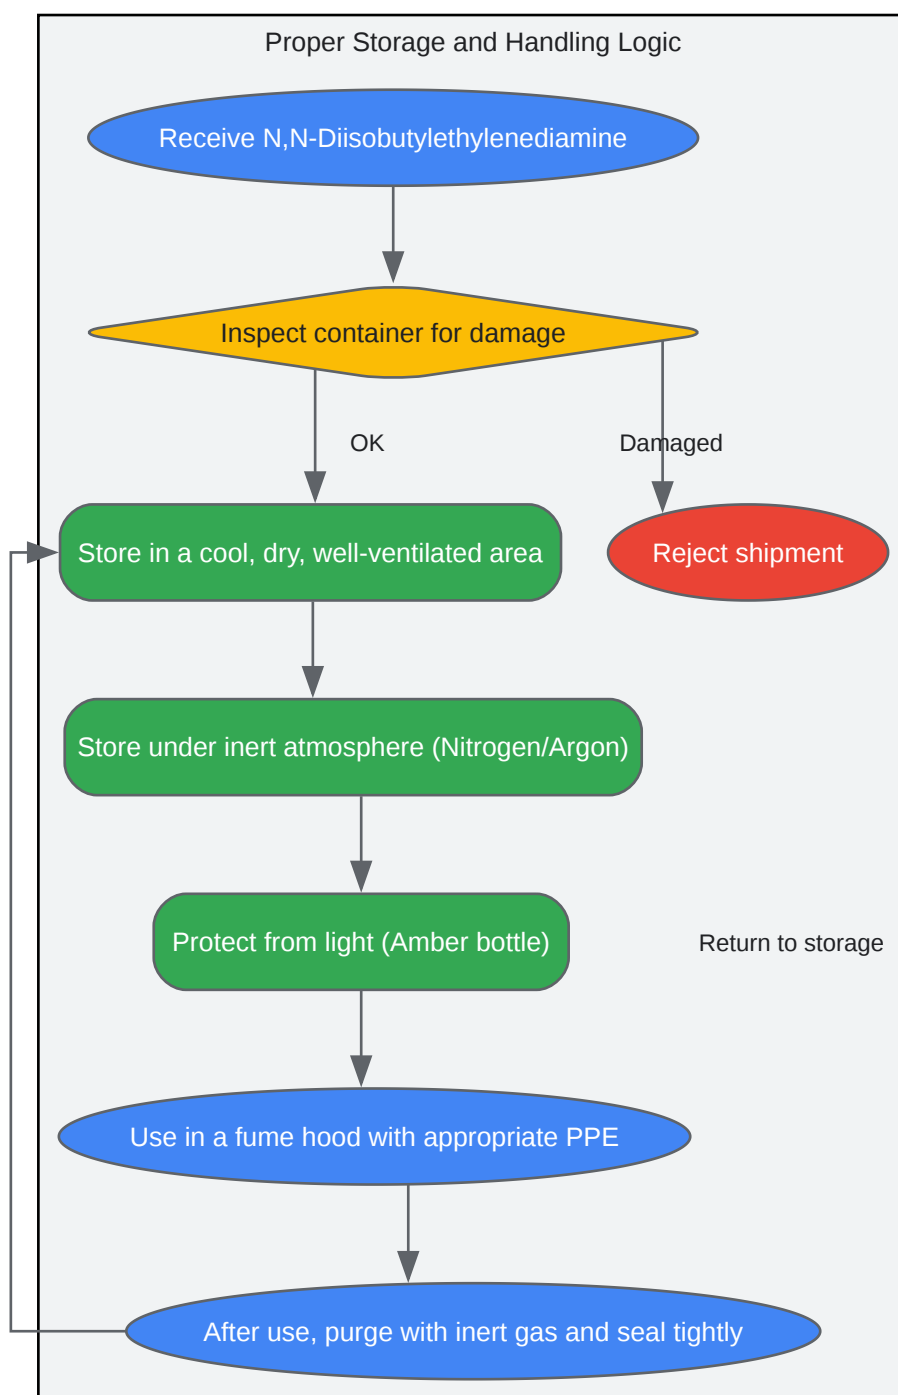 Proper Storage and Handling Logic
Receive N,N-Diisobutylethylenediamine
Inspect container for damage
OK
Damaged
Store in a cool, dry, well-ventilated area
Reject shipment
Store under inert atmosphere (Nitrogen/Argon)
Protect from light (Amber bottle)
Return to storage
Use in a fume hood with appropriate PPE
After use, purge with inert gas and seal tightly